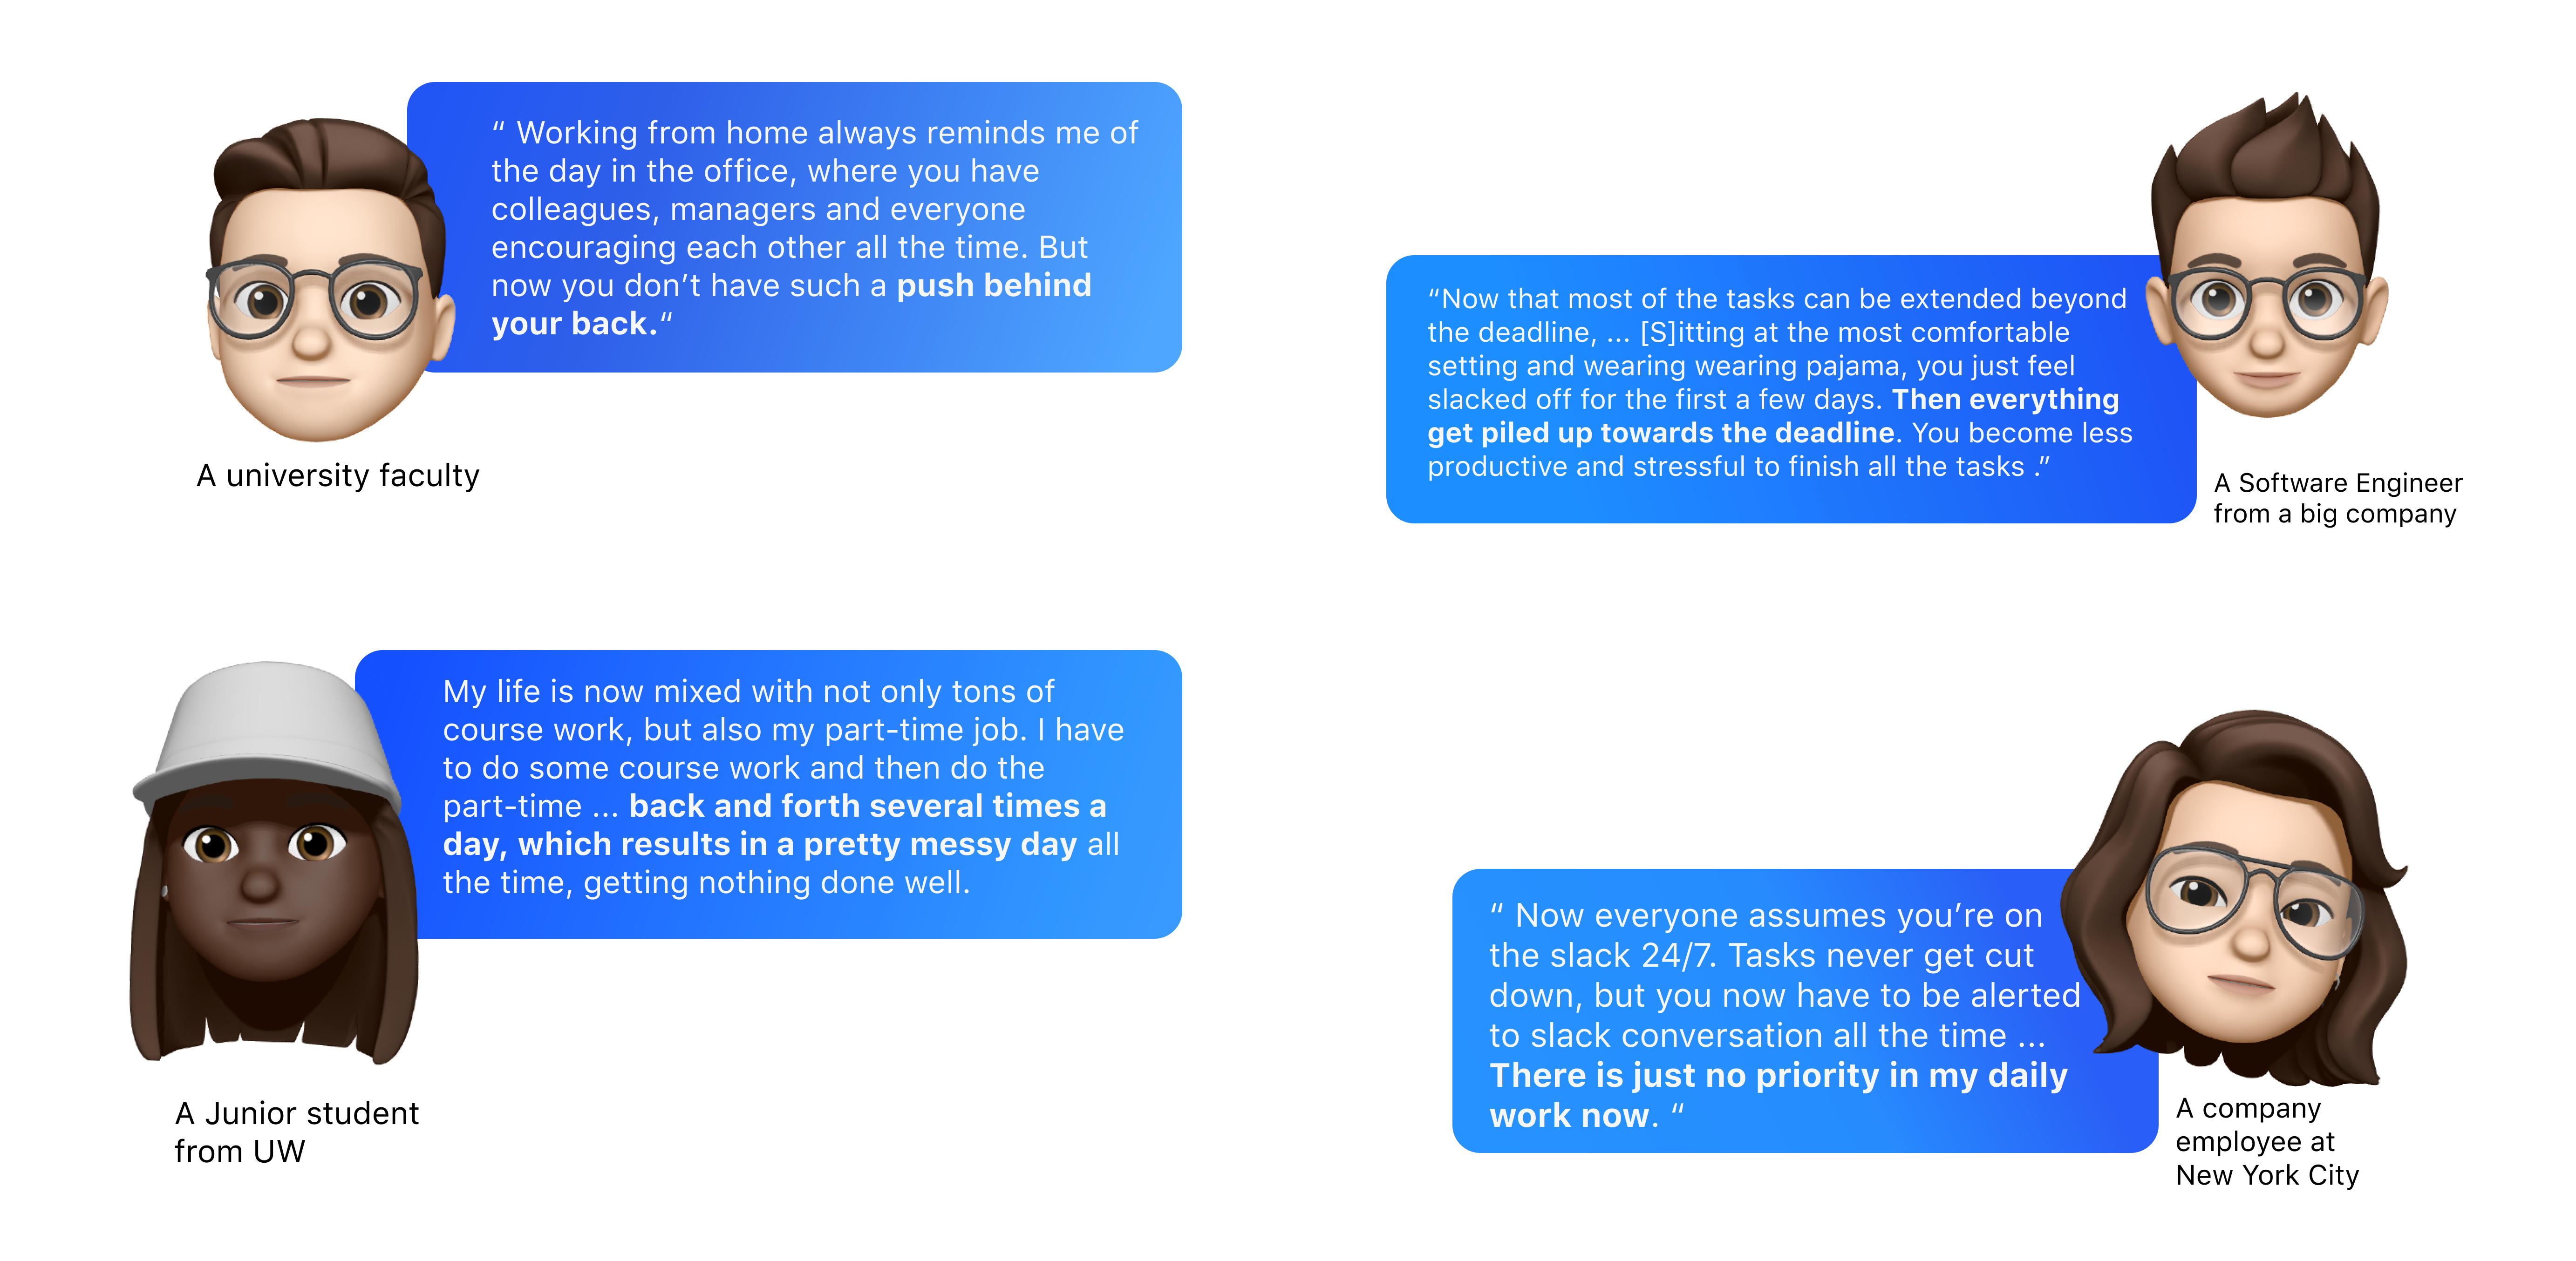 “ Working from home always reminds me of
the day in the office, where you have
colleagues, managers and everyone
encouraging each other all the time. But
now you don’t have such a push behind
your back.“
A university faculty
“Now that most of the tasks can be extended beyond
the deadline, ... [S]itting at the most comfortable
setting and wearing wearing pajama, you just feel
slacked off for the first a few days. Then everything
get piled up towards the deadline. You become less
productive and stressful to finish all the tasks .”
A Software Engineer
from a big company
My life is now mixed with not only tons of
course work, but also my part-time job. I have
to do some course work and then do the
part-time ... back and forth several times a
day, which results in a pretty messy day all
the time, getting nothing done well.
A Junior student
from UW
“ Now everyone assumes you’re on
the slack 24/7. Tasks never get cut
down, but you now have to be alerted
to slack conversation all the time ...
There is just no priority in my daily
work now. “
A company
employee at
New York City